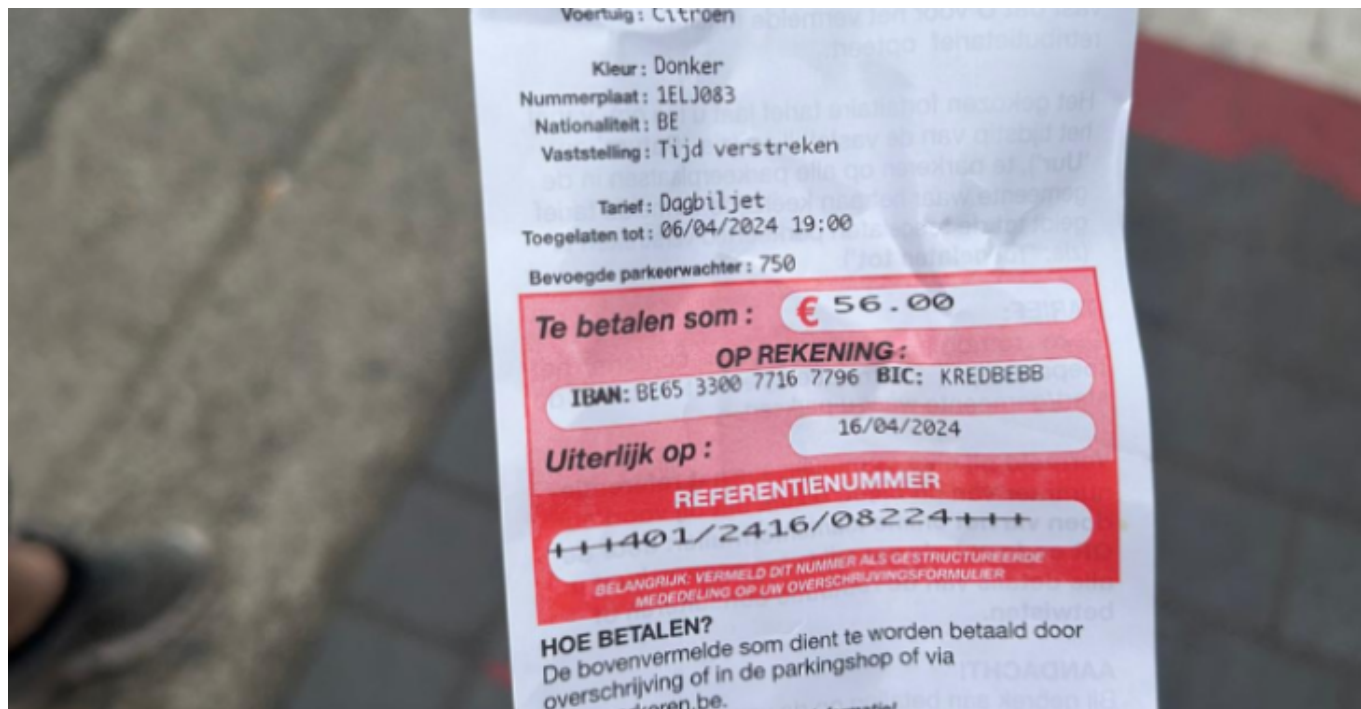 Voertuig: Citroen
Kleur: Donker
Nummerplaat: 1ELJ083
Nationaliteit: BE
Vaststelling: Tijd verstreken
Tarief: Dagbiljet
Toegelaten tot: 06/04/2024 19:00
Bevoegde parkeerwachter: 750
Te betalen som: € 56.00
OP REKENING:
IBAN: BE65 3300 7716 7796 BIC: KREDBEBB
Uiterlijk op: 16/04/2024
REFERENTIENUMMER
+++401/2416/08224+++
BELANGRIJK: VERMELD DIT NUMMER ALS GESTRUCTUREERDE
MEDEDELING OP UW OVERSCHRIJVINGSFORMULIER
HOE BETALEN?
De bovenvermelde som dient te worden betaald door
overschrijving of in de parkingshop of via